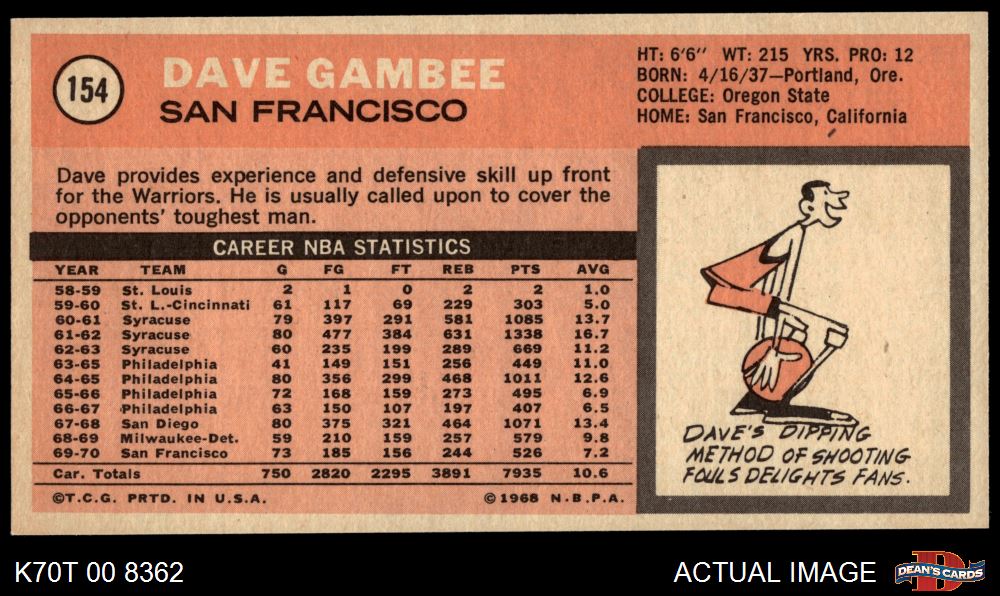 154
DAVE GAMBEE
SAN FRANCISCO
HT: 6'6" WT: 215 YRS. PRO: 12
BORN: 4/16/37—Portland, Ore.
COLLEGE: Oregon State
HOME: San Francisco, California
Dave provides experience and defensive skill up front
for the Warriors. He is usually called upon to cover the
opponents' toughest man.
CAREER NBA STATISTICS
YEAR TEAM G FG FT REB PTS AVG
58-59 St. Louis 2 1 0 2 2 1.0
59-60 St. L.-Cincinnati 61 117 69 229 303 5.0
60-61 Syracuse 79 397 291 581 1085 13.7
61-62 Syracuse 80 477 384 631 1338 16.7
62-63 Syracuse 60 235 199 289 669 11.2
63-65 Philadelphia 41 149 151 256 449 11.0
64-65 Philadelphia 80 356 299 468 1011 12.6
65-66 Philadelphia 72 168 159 273 495 6.9
66-67 Philadelphia 63 150 107 197 407 6.5
67-68 San Diego 80 375 321 464 1071 13.4
68-69 Milwaukee-Det. 59 210 159 257 579 9.8
69-70 San Francisco 73 185 156 244 526 7.2
Car. Totals 750 2820 2295 3891 7935 10.6
©T.C.G. PRTD. IN U.S.A. ©1968 N.B.P.A.
DAVE'S DIPPING
METHOD OF SHOOTING
FOULS DELIGHTS FANS.
K70T 00 8362
ACTUAL IMAGE
DEAN'S CARDS